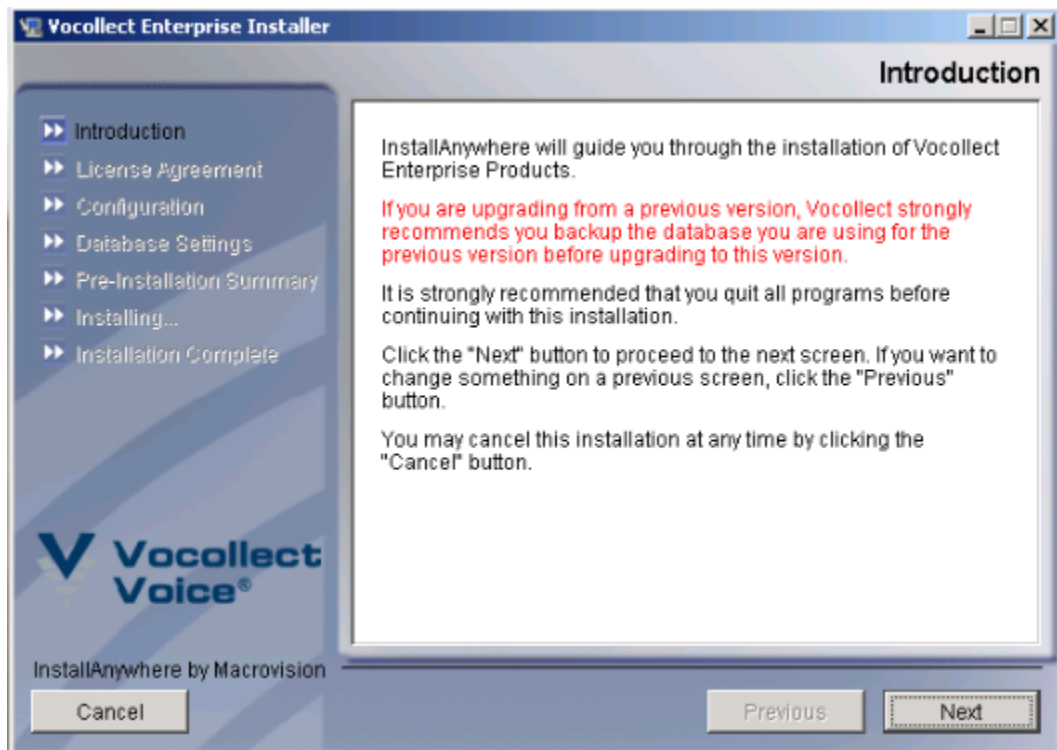 Vocollect Enterprise Installer
Introduction
Introduction
License Agreement
Configuration
Database Settings
Pre-Installation Summary
Installing...
Installation Complete
InstallAnywhere will guide you through the installation of Vocollect
Enterprise Products.
If you are upgrading from a previous version, Vocollect strongly
recommends you backup the database you are using for the
previous version before upgrading to this version.
It is strongly recommended that you quit all programs before
continuing with this installation.
Click the "Next" button to proceed to the next screen. If you want to
change something on a previous screen, click the "Previous"
button.
You may cancel this installation at any time by clicking the
"Cancel" button.
Vocollect
Voice®
InstallAnywhere by Macrovision
Cancel
Previous
Next